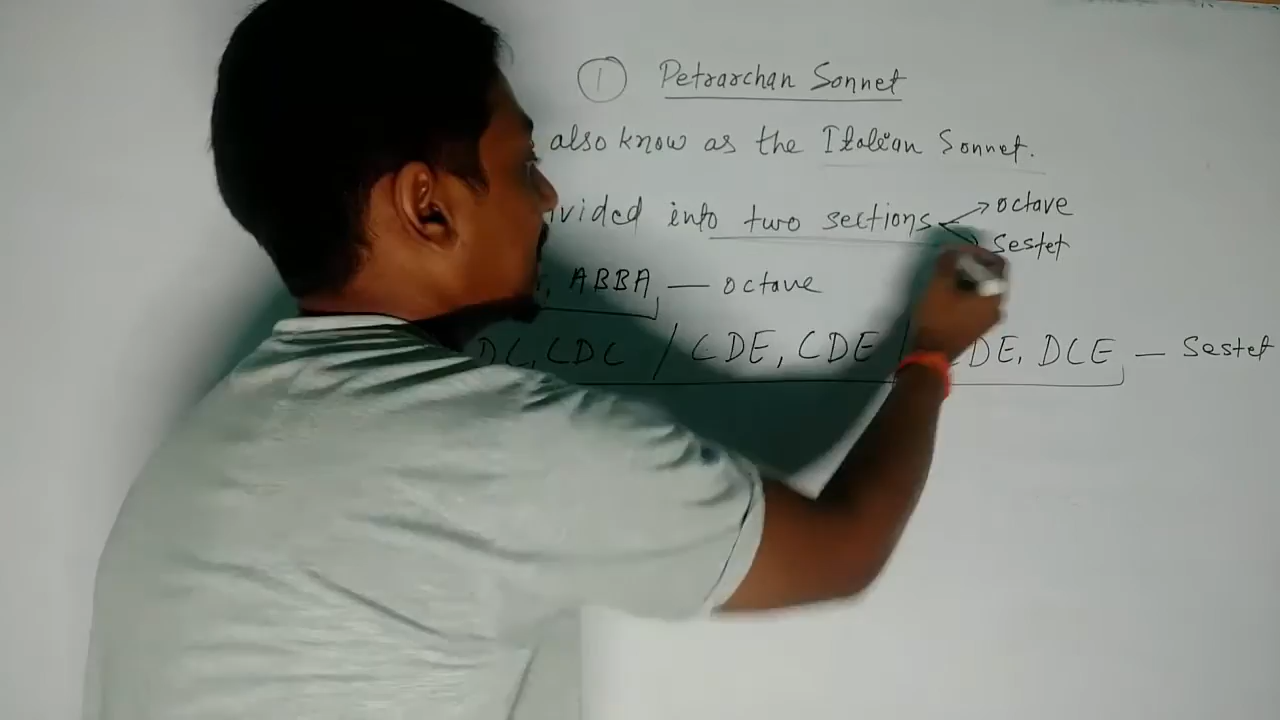 ① Petrarchan Sonnet
also know as the Italian Sonnet.
ivided into two sections
octave
Sestet
, ABBA — octave
DC, CDC / CDE, CDE / DE, DCE — Sestet